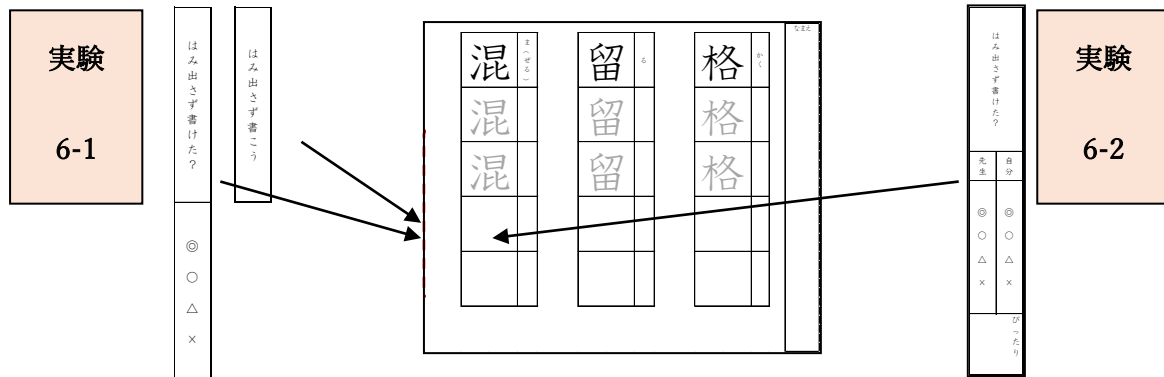 実験
6-1
はみ出さず書けた？
◎
○
△
×
はみ出さず書こう
なまえ
格
かく
格
格
留
る
留
留
混
ま（ぜる）
混
混
はみ出さず書けた？
自分
◎
○
△
×
先生
◎
○
△
×
ぴったり
実験
6-2